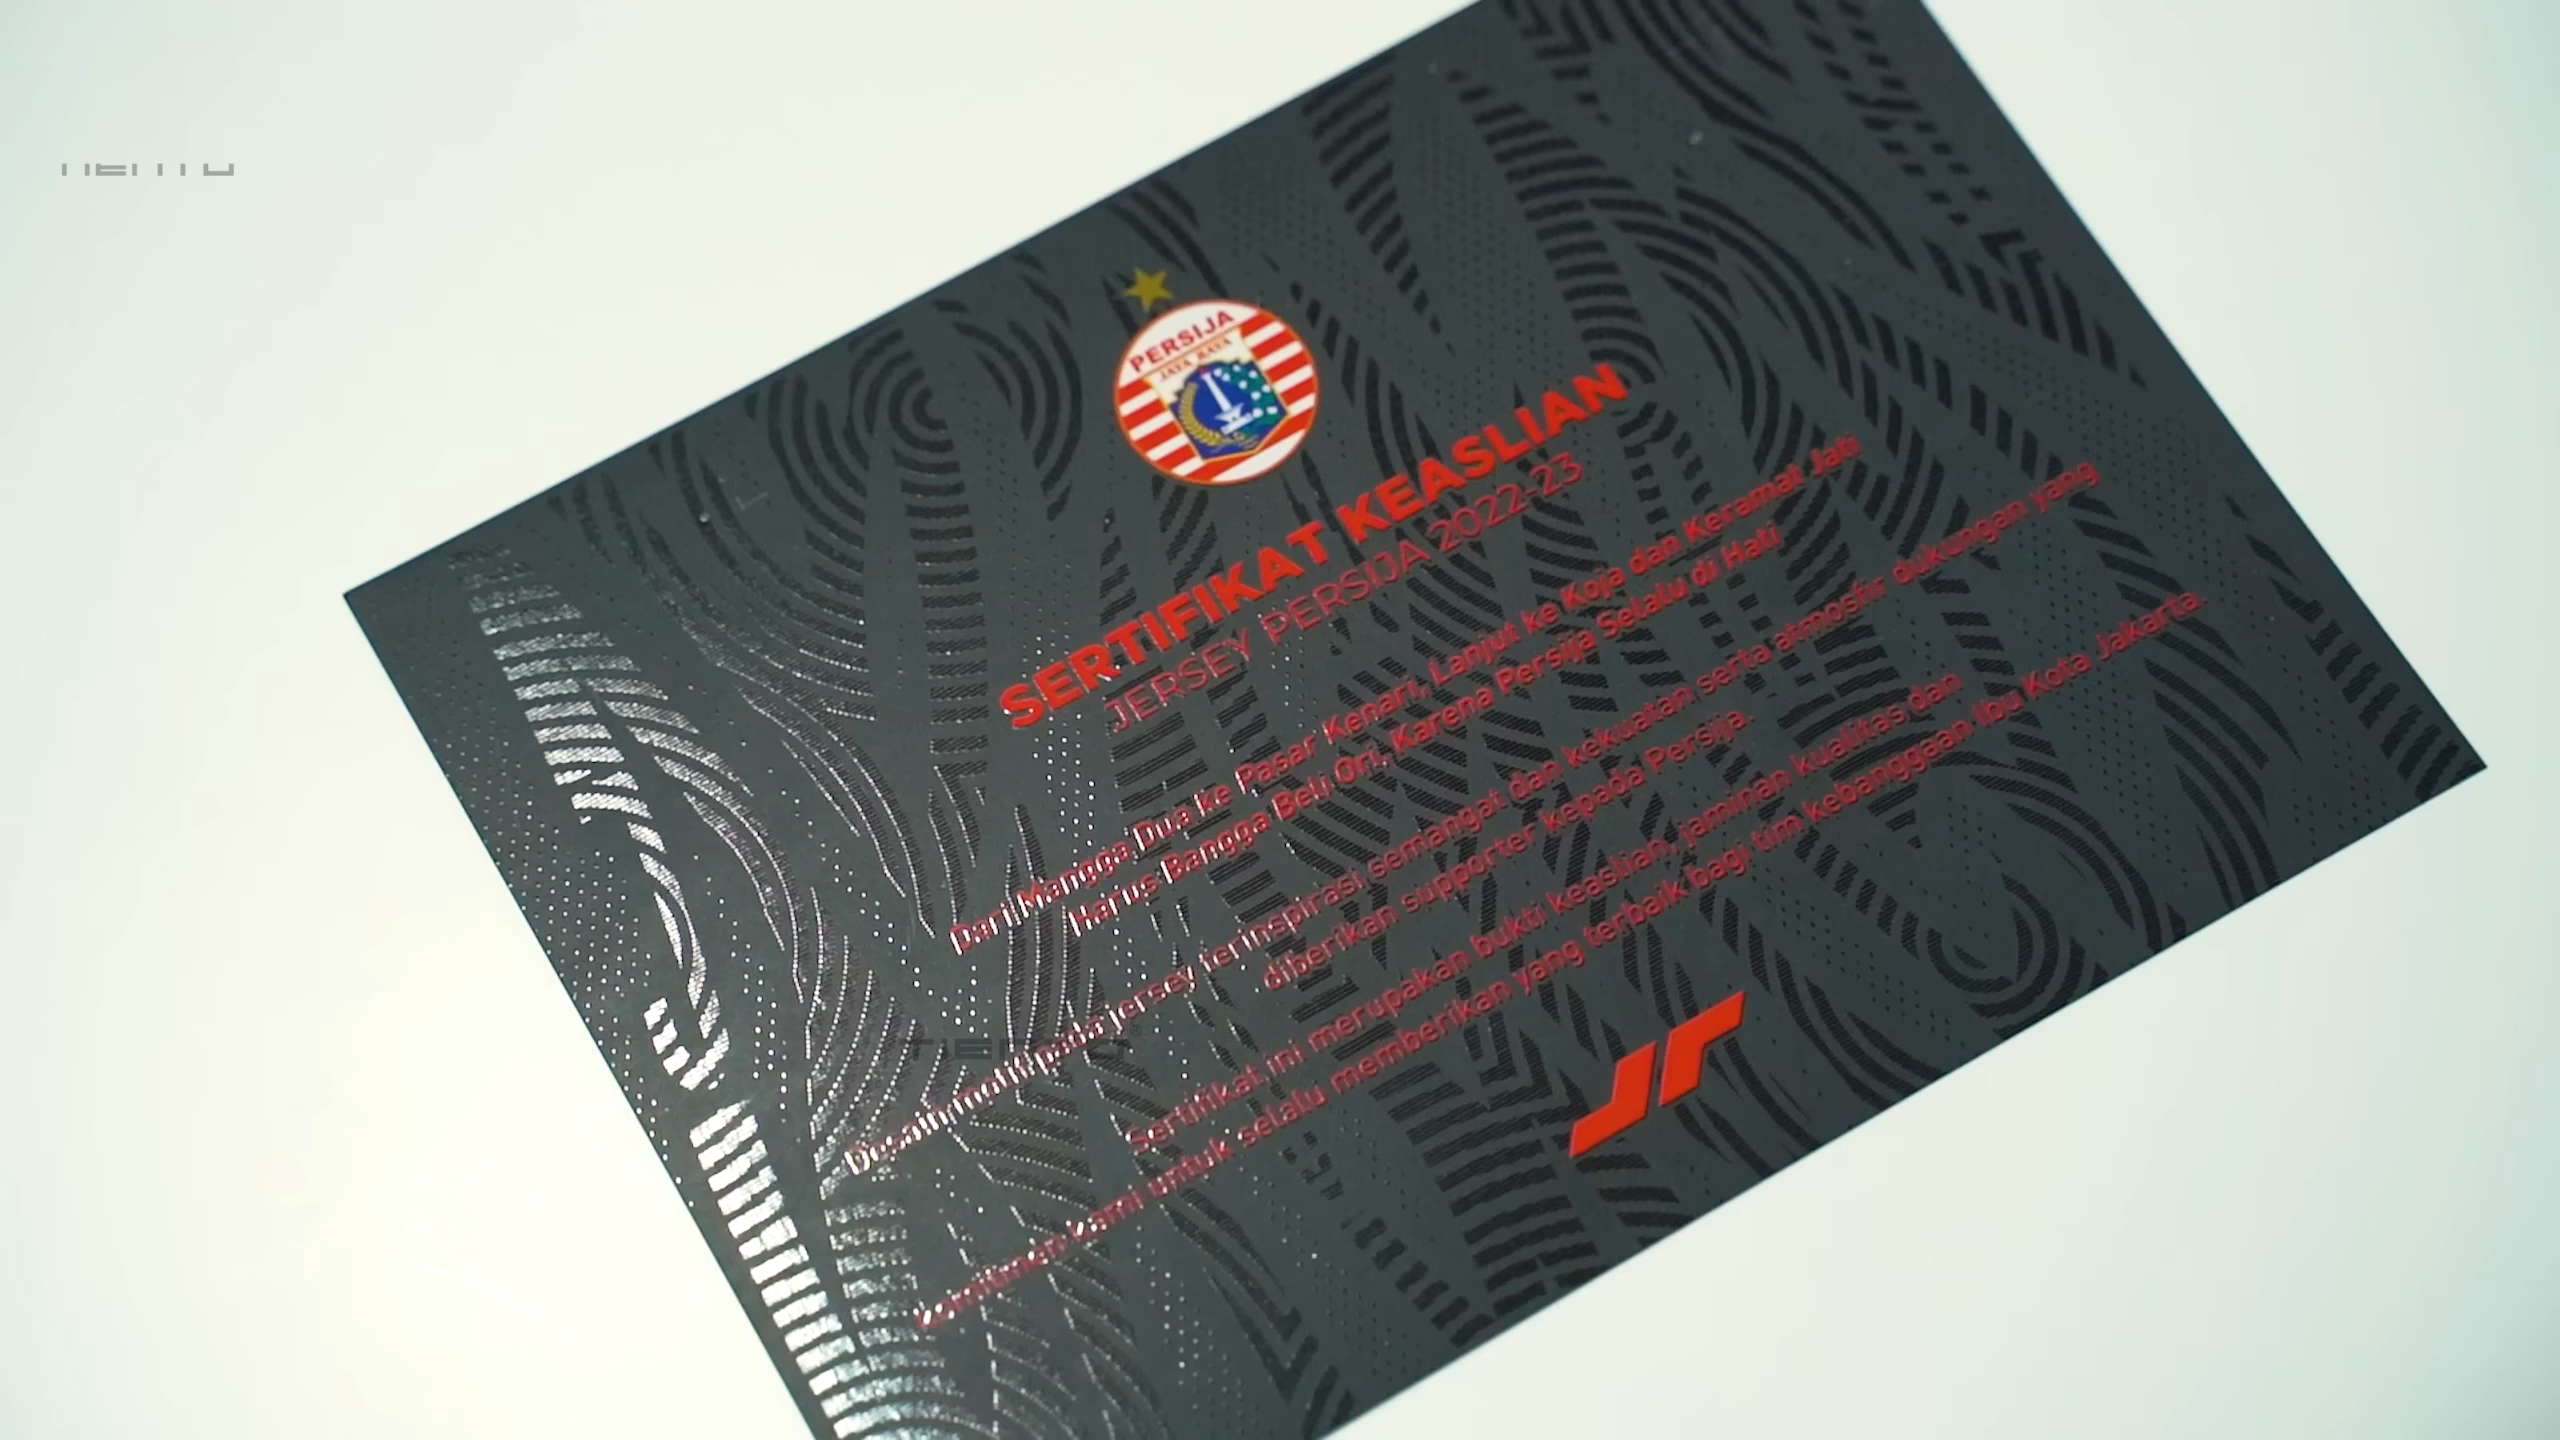 PERSIJA
JAYA RAYA
SERTIFIKAT KEASLIAN
JERSEY PERSIJA 2022-23
Dari Mangga Dua ke Pasar Kenari, Lanjut ke Koja dan Keramat Jati
Harus Bangga Beli Ori, Karena Persija Selalu di Hati
Desain motif pada jersey terinspirasi semangat dan kekuatan serta atmosfir dukungan yang
diberikan supporter kepada Persija.
Sertifikat ini merupakan bukti keaslian, jaminan kualitas dan
komitmen kami untuk selalu memberikan yang terbaik bagi tim kebanggaan Ibu Kota Jakarta.